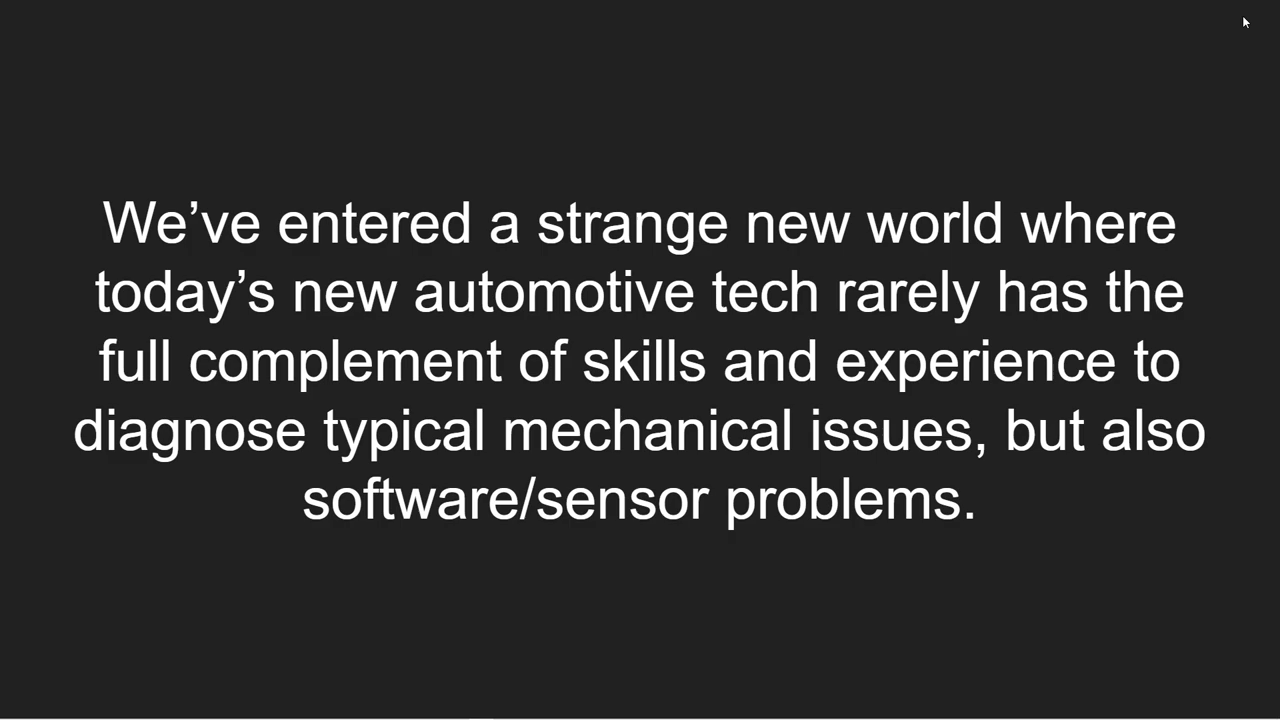 We’ve entered a strange new world where
today’s new automotive tech rarely has the
full complement of skills and experience to
diagnose typical mechanical issues, but also
software/sensor problems.